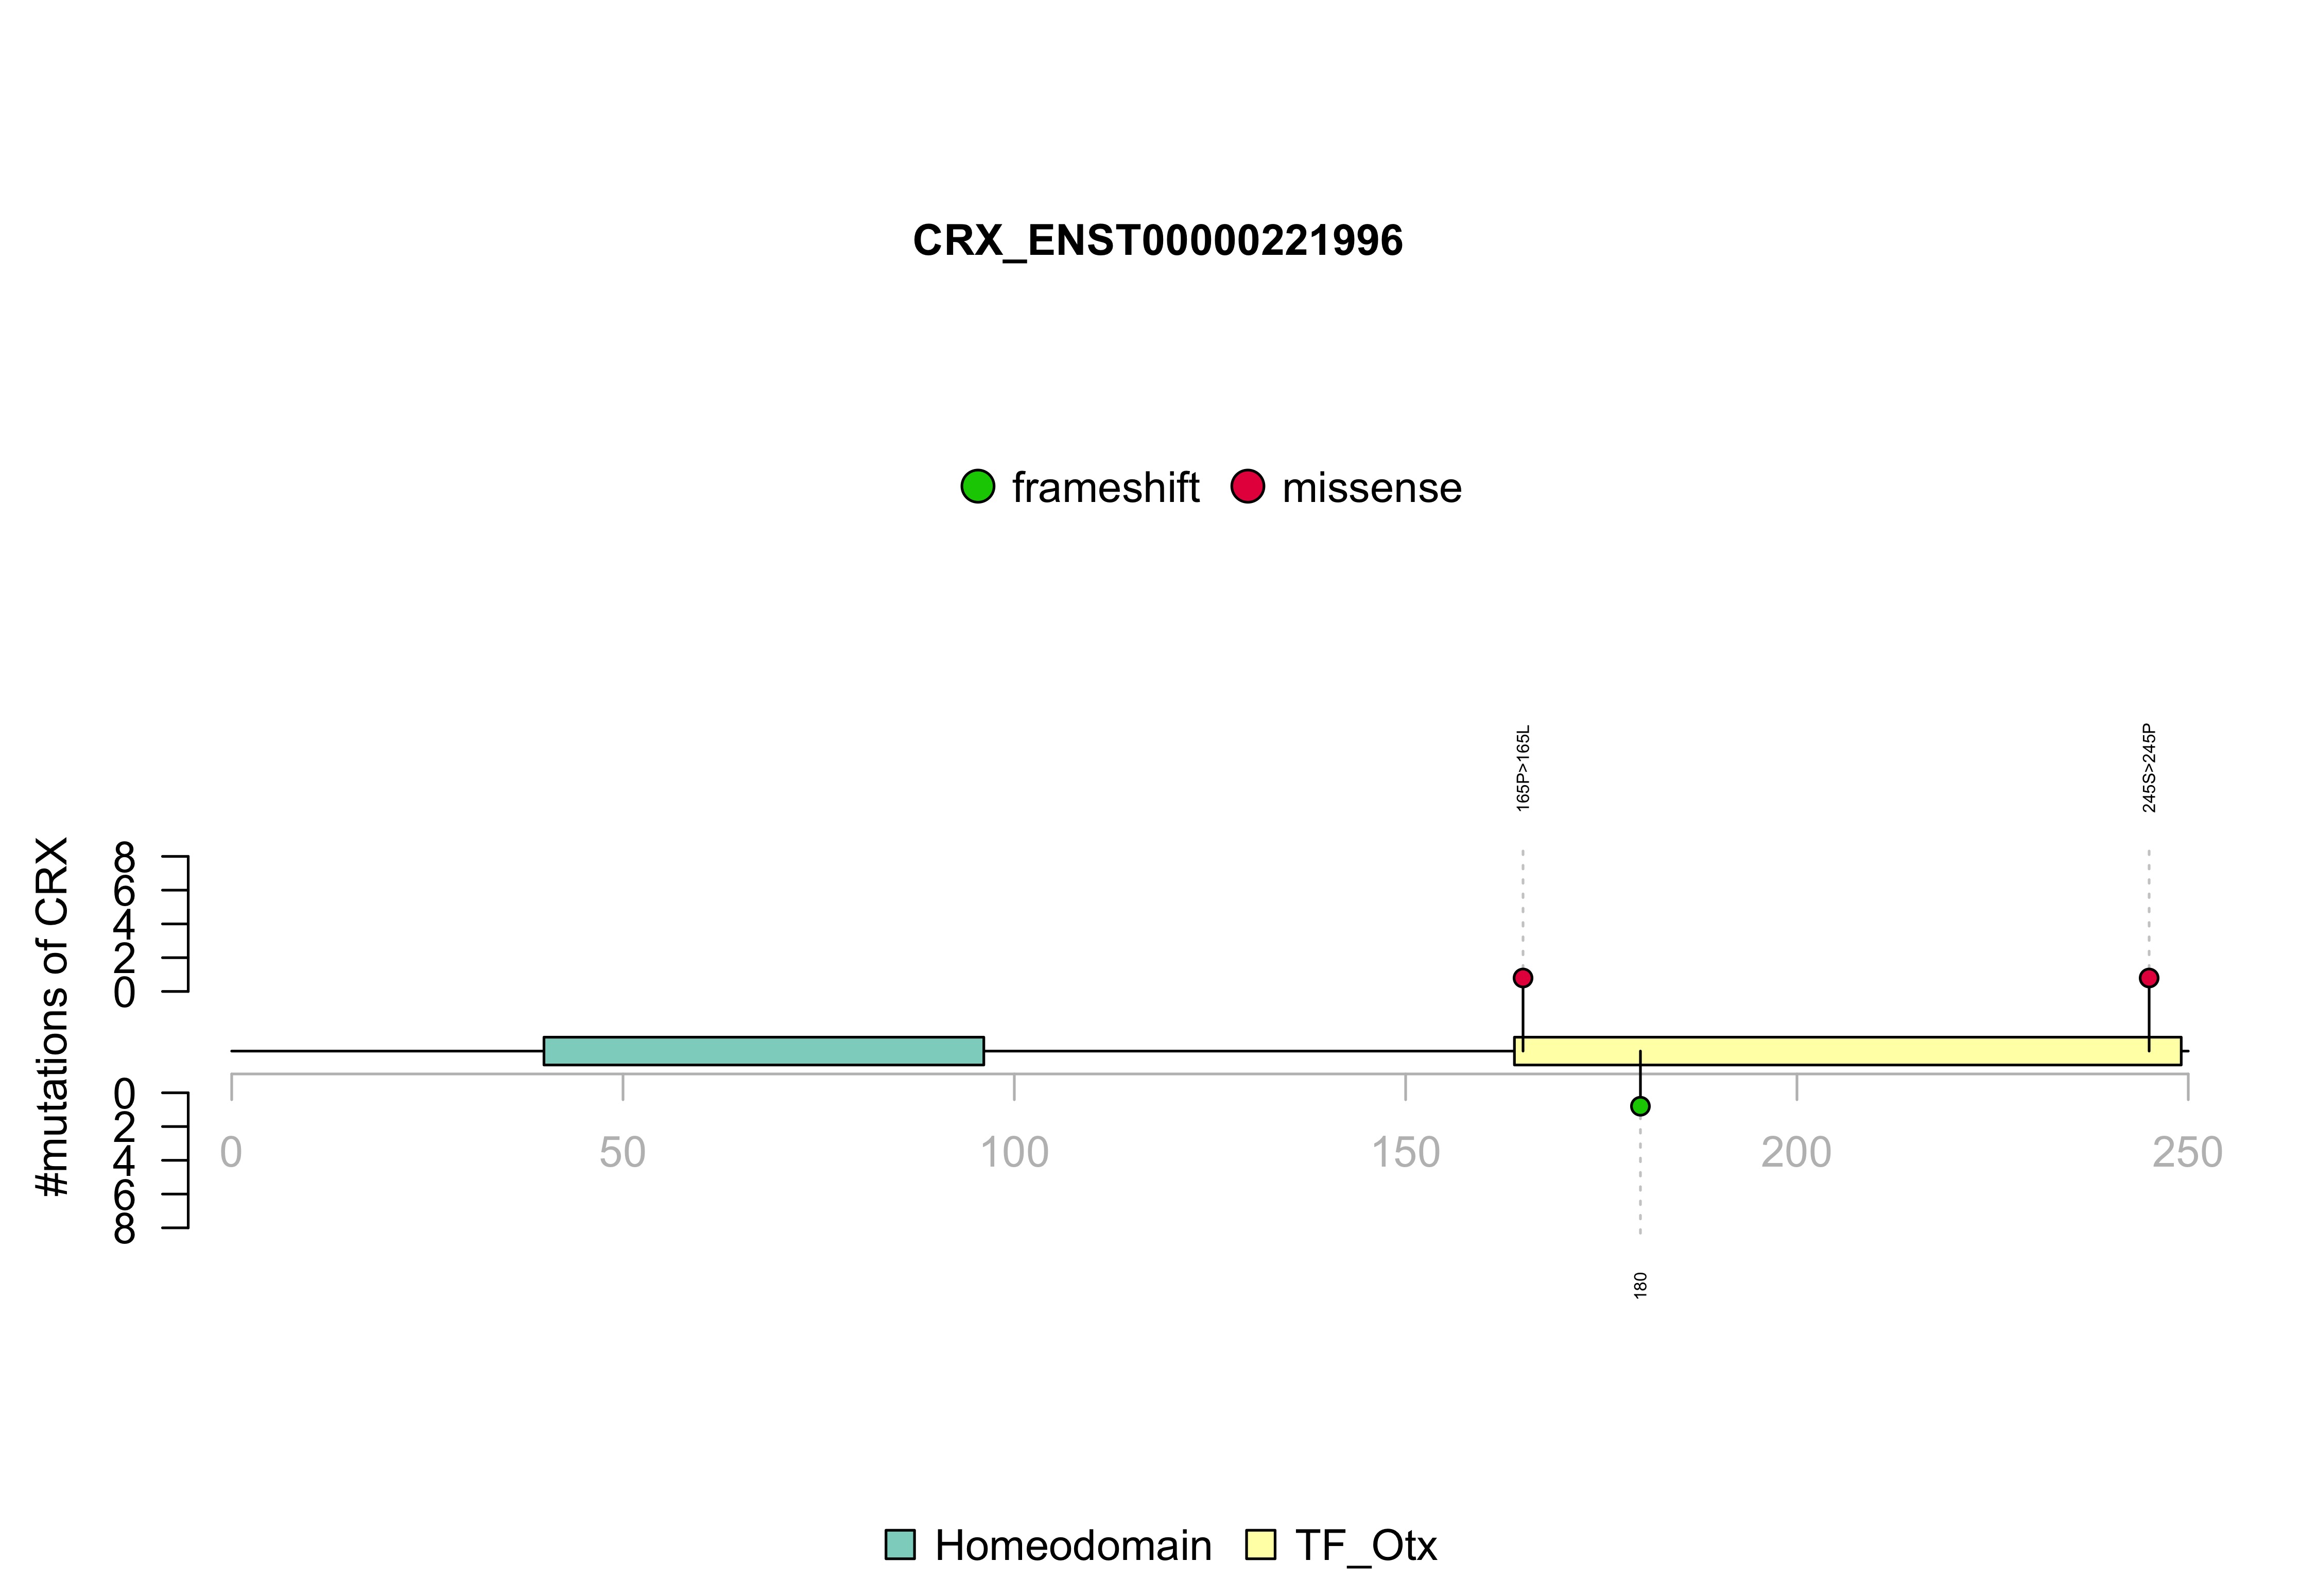 CRX_ENST00000221996
frameshift missense
165P>165L 245S>245P
#mutations of CRX
8
6
4
2
0
0
2
4
6
8
0 50 100 150 200 250
180
Homeodomain TF_Otx